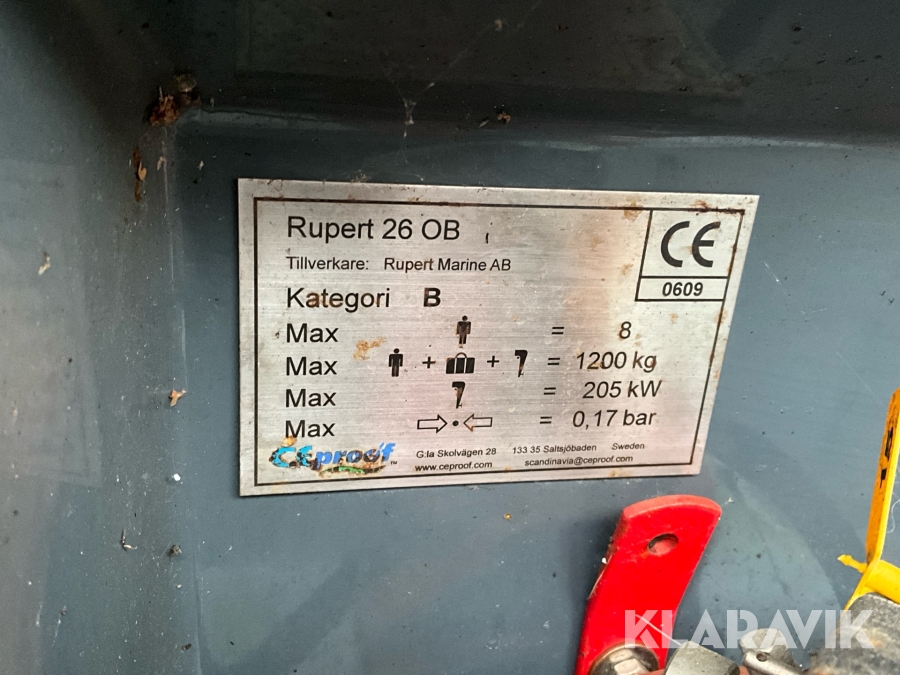 Rupert 26 OB
Tillverkare: Rupert Marine AB
CE
0609
Kategori B
Max = 8
Max + + = 1200 kg
Max = 205 kW
Max = 0,17 bar
CEproof™
G:la Skolvägen 28 133 35 Saltsjöbaden Sweden
www.ceproof.com scandinavia@ceproof.com
KLARAVIK